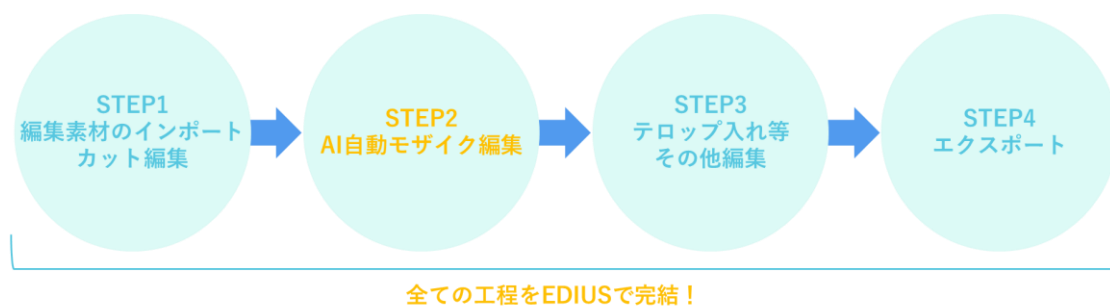 STEP1
編集素材のインポート
カット編集
STEP2
AI自動モザイク編集
STEP3
テロップ入れ等
その他編集
STEP4
エクスポート
全ての工程をEDIUSで完結！